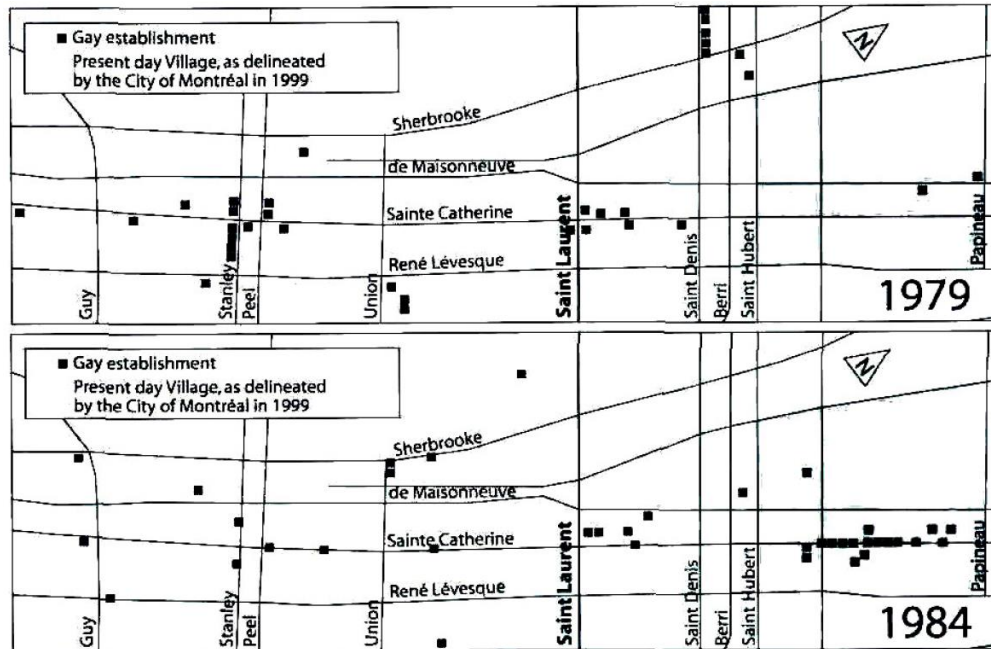 Gay establishment
Present day Village, as delineated
by the City of Montréal in 1999
N
Sherbrooke
de Maisonneuve
Sainte Catherine
René Lévesque
Guy
Stanley
Peel
Union
Saint Laurent
Saint Denis
Berri
Saint Hubert
Papineau
1979
Gay establishment
Present day Village, as delineated
by the City of Montréal in 1999
N
Sherbrooke
de Maisonneuve
Sainte Catherine
René Lévesque
Guy
Stanley
Peel
Union
Saint Laurent
Saint Denis
Berri
Saint Hubert
Papineau
1984